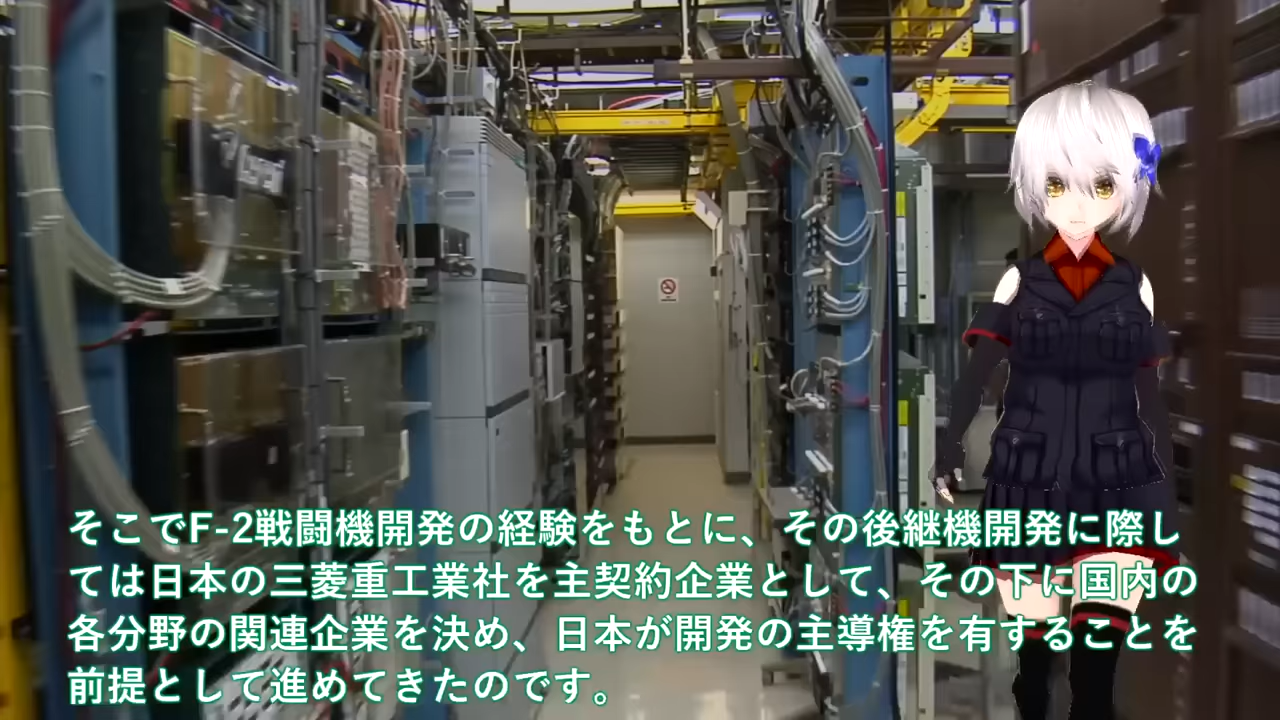 そこでF-2戦闘機開発の経験をもとに、その後継機開発に際し
ては日本の三菱重工業社を主契約企業として、その下に国内の
各分野の関連企業を決め、日本が開発の主導権を有することを
前提として進めてきたのです。